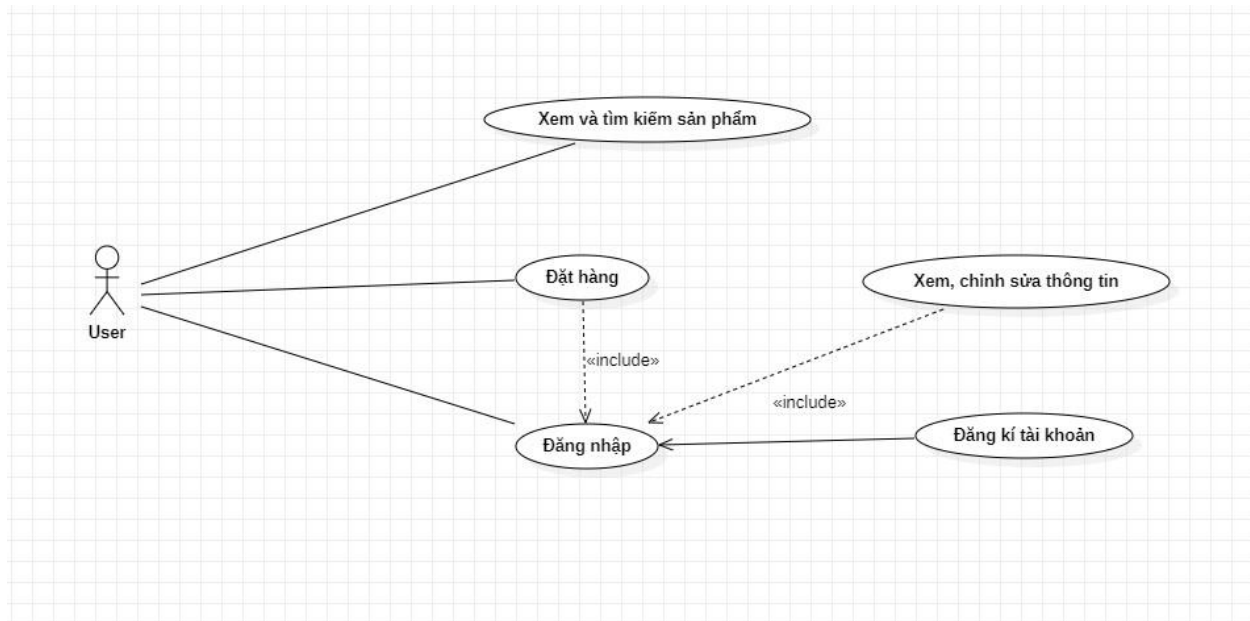 Xem và tìm kiếm sản phẩm
Đặt hàng
Xem, chỉnh sửa thông tin
User
«include»
«include»
Đăng nhập
Đăng kí tài khoản